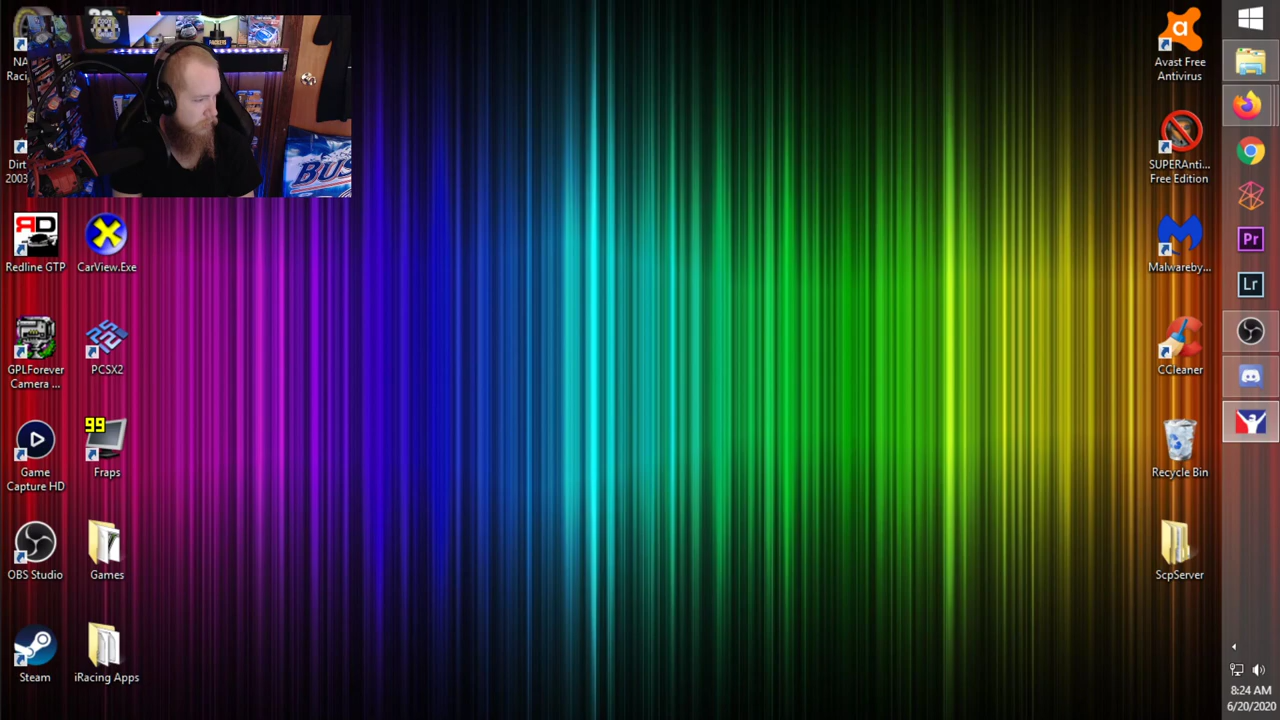 NA
Raci
Dirt
2003
BUS
Redline GTP
CarView.Exe
GPLForever
Camera ...
PCSX2
Game
Capture HD
99
Fraps
OBS Studio
Games
Steam
iRacing Apps
Avast Free
Antivirus
SUPERAnti...
Free Edition
Malwareby...
CCleaner
Recycle Bin
ScpServer
Pr
Lr
8:24 AM
6/20/2020